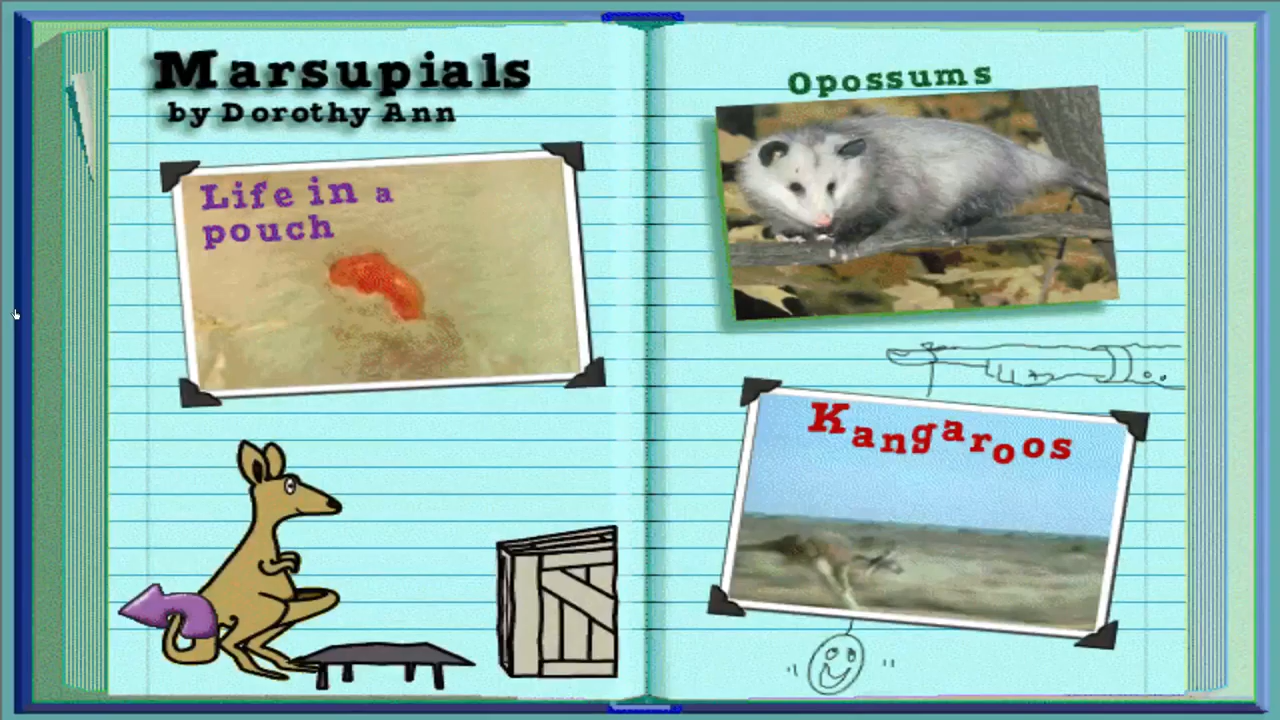 Marsupials
by Dorothy Ann
Life in a
pouch
Opossums
Kangaroos